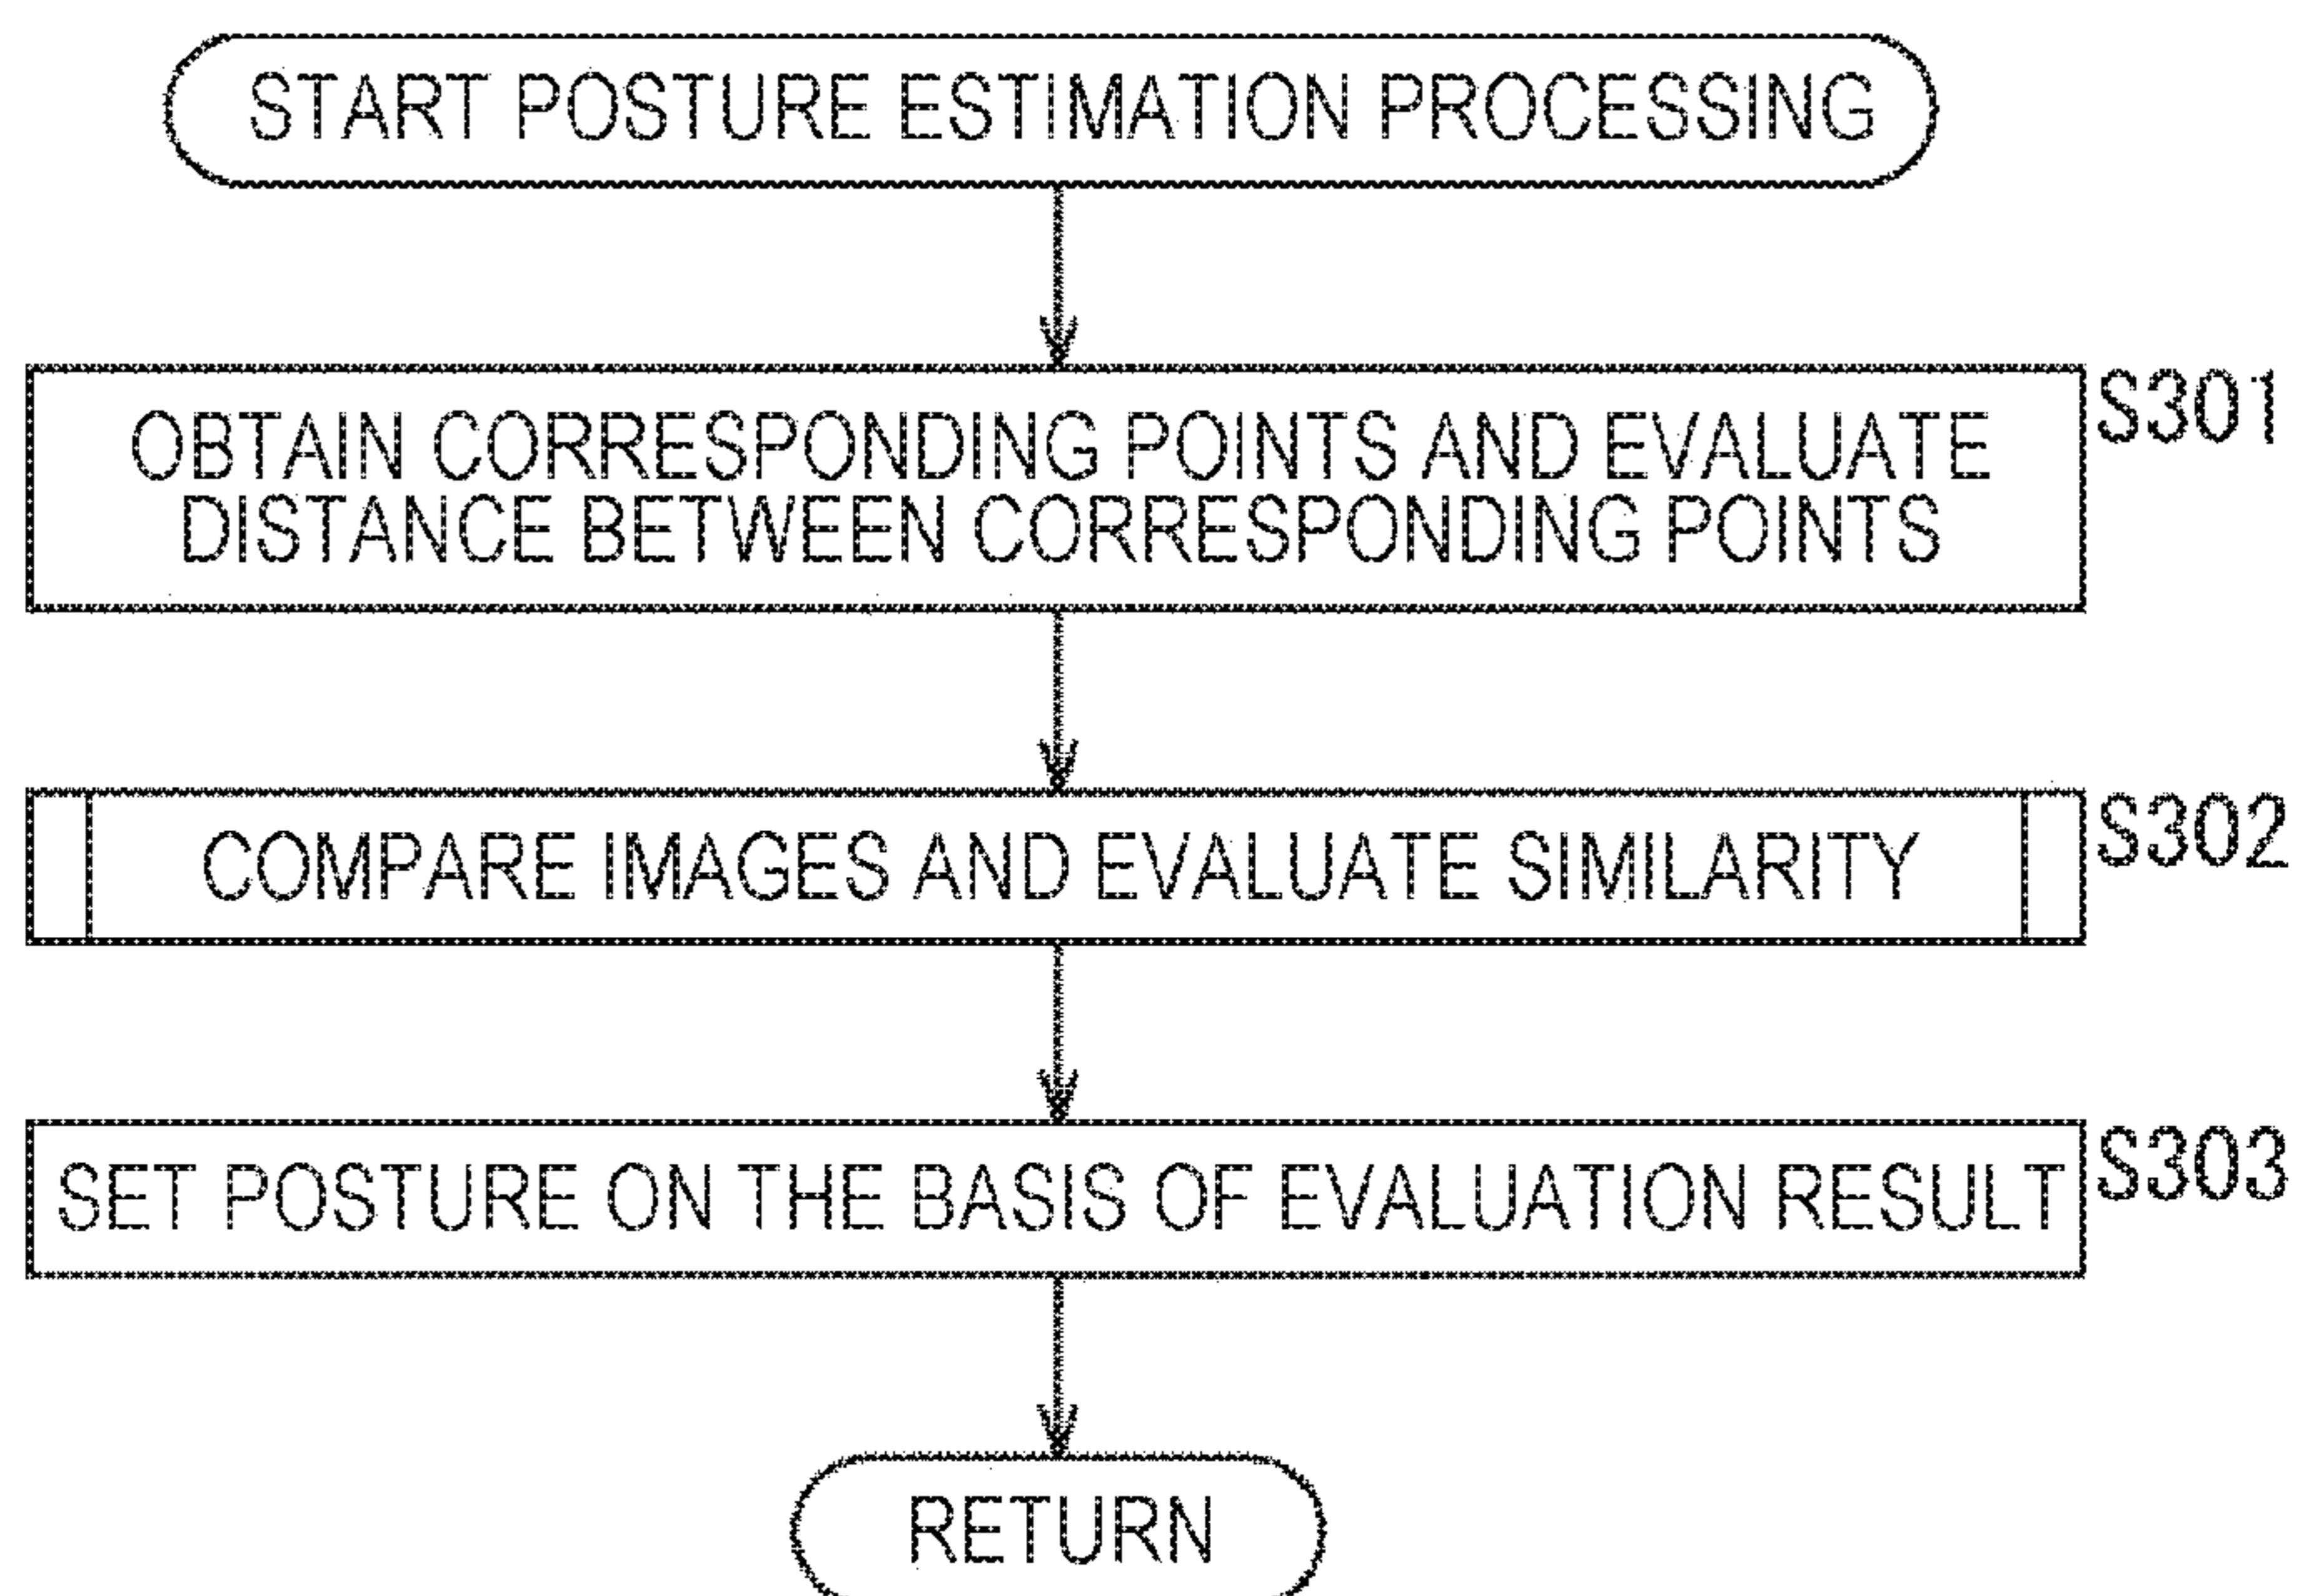 START POSTURE ESTIMATION PROCESSING
OBTAIN CORRESPONDING POINTS AND EVALUATE
DISTANCE BETWEEN CORRESPONDING POINTS
S301
COMPARE IMAGES AND EVALUATE SIMILARITY
S302
SET POSTURE ON THE BASIS OF EVALUATION RESULT
S303
RETURN